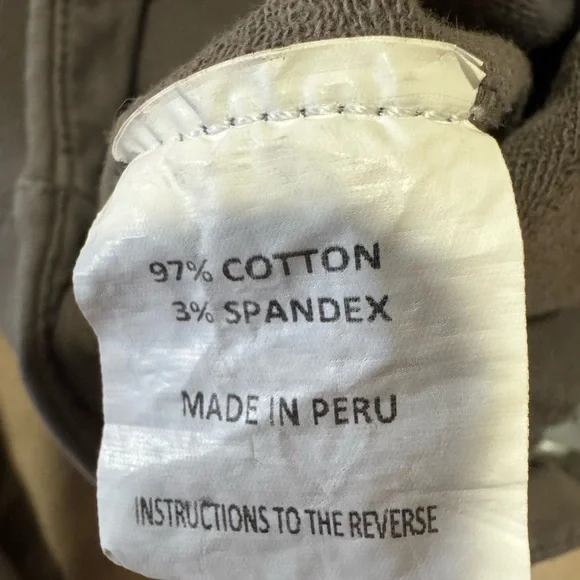 97% COTTON
3% SPANDEX
MADE IN PERU
INSTRUCTIONS TO THE REVERSE